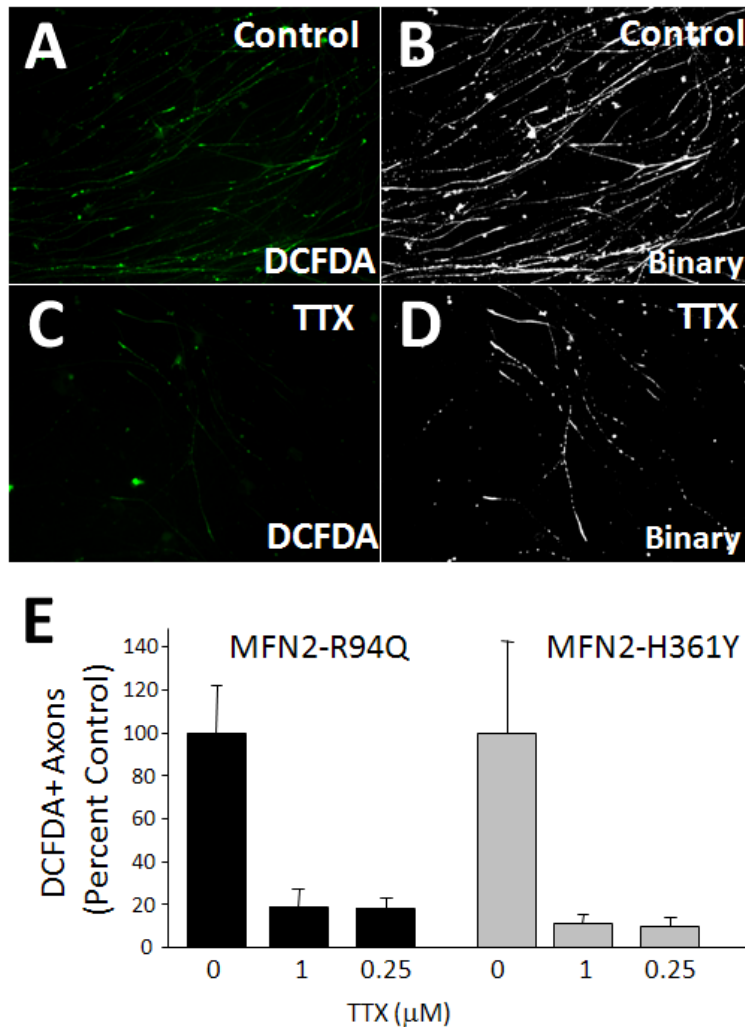 A
Control
DCFDA
B
Control
Binary
C
TTX
DCFDA
D
TTX
Binary
E
MFN2-R94Q
MFN2-H361Y
DCFDA+ Axons
(Percent Control)
140
120
100
80
60
40
20
0
0 1 0.25 0 1 0.25
TTX (μM)